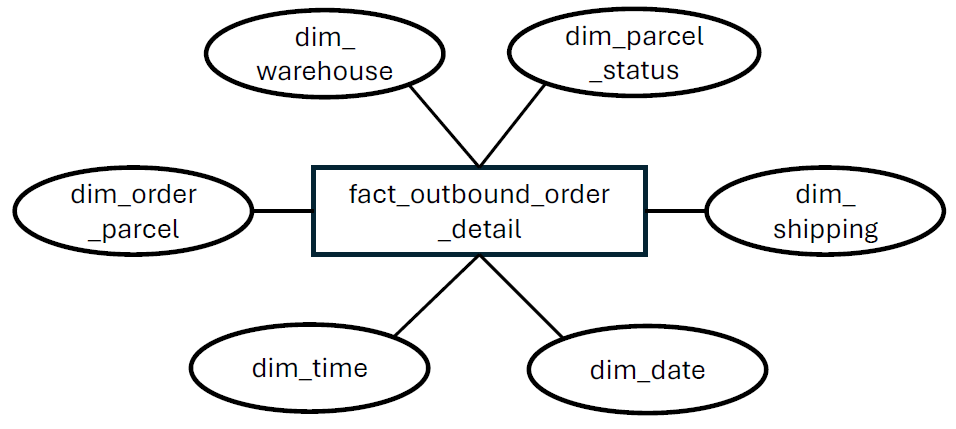 dim_
warehouse
dim_parcel
_status
dim_order
_parcel
fact_outbound_order
_detail
dim_
shipping
dim_time
dim_date